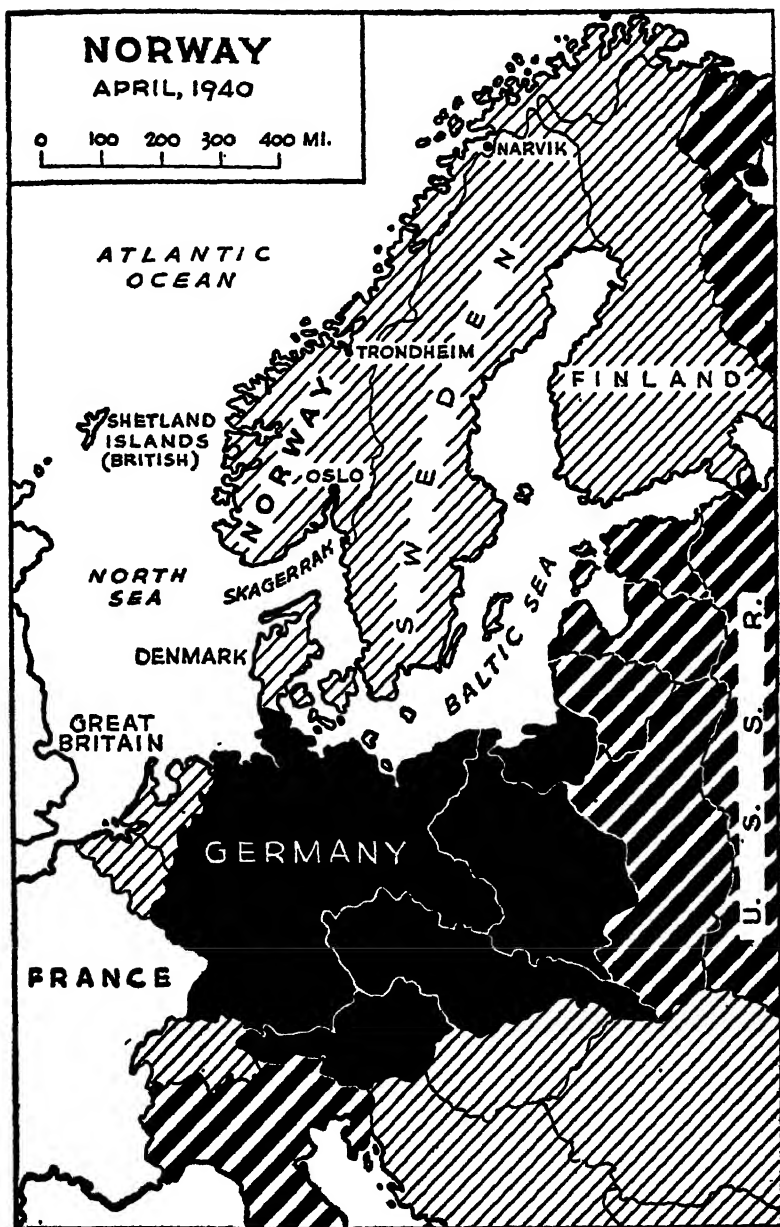 NORWAY
APRIL, 1940
0 100 200 300 400 MI.
NARVIK
ATLANTIC
OCEAN
SWEDEN
TRONDHEIM
FINLAND
SHETLAND
ISLANDS
(BRITISH)
NORWAY
OSLO
SKAGERRAK
NORTH
SEA
BALTIC SEA
DENMARK
U.S.S.R.
GREAT
BRITAIN
GERMANY
FRANCE